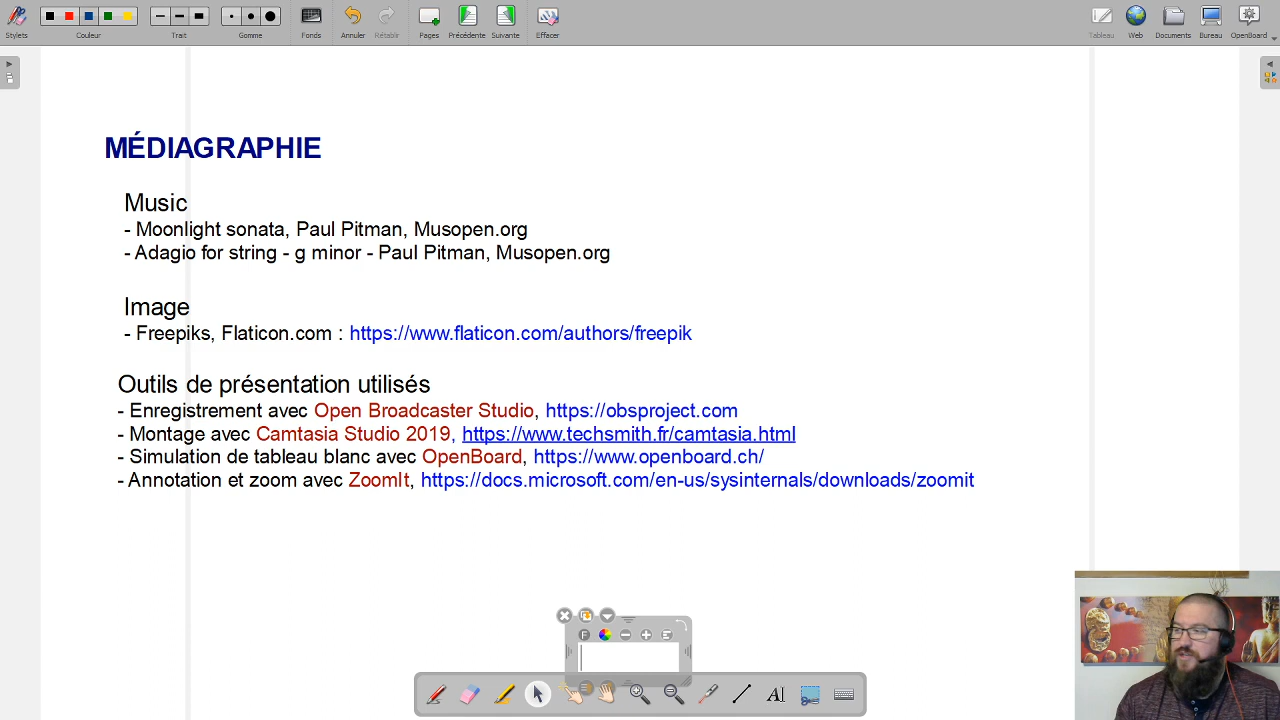 Stylets
Couleur
Trait
Gomme
Fonds
Annuler
Rétablir
Pages
Précédente
Suivante
Effacer
Tableau
Web
Documents
Bureau
OpenBoard
MÉDIAGRAPHIE
Music
- Moonlight sonata, Paul Pitman, Musopen.org
- Adagio for string - g minor - Paul Pitman, Musopen.org
Image
- Freepiks, Flaticon.com : https://www.flaticon.com/authors/freepik
Outils de présentation utilisés
- Enregistrement avec Open Broadcaster Studio, https://obsproject.com
- Montage avec Camtasia Studio 2019, https://www.techsmith.fr/camtasia.html
- Simulation de tableau blanc avec OpenBoard, https://www.openboard.ch/
- Annotation et zoom avec ZoomIt, https://docs.microsoft.com/en-us/sysinternals/downloads/zoomit
F
AI